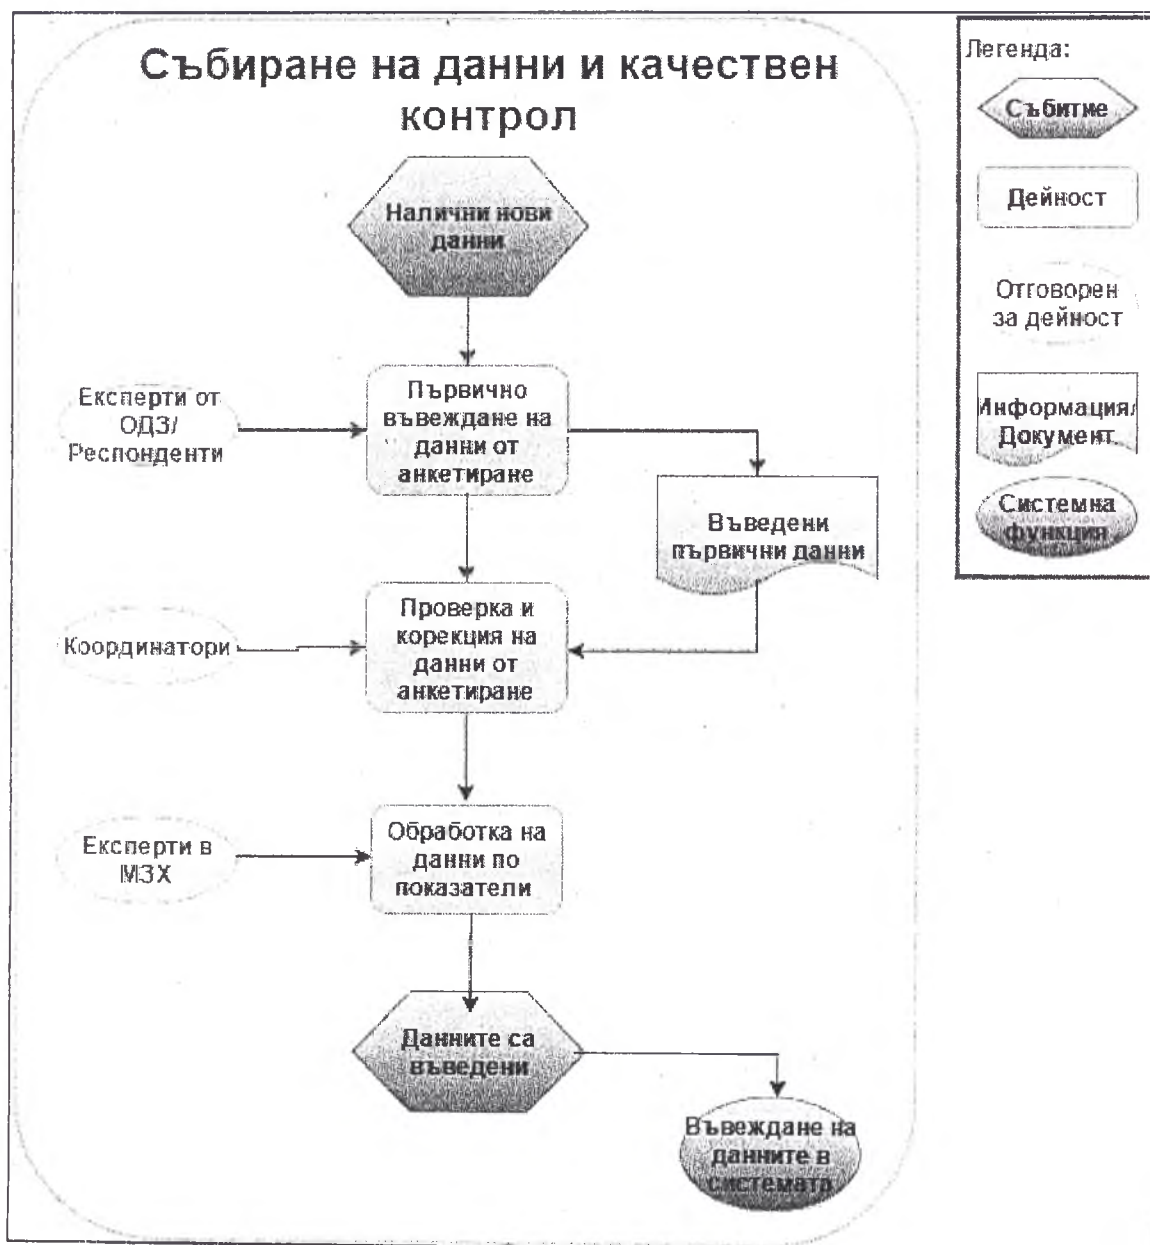 Събиране на данни и качествен
контрол
Налични нови
данни
Експерти от
ОДЗ/
Респонденти
Първично
въвеждане на
данни от
анкетиране
Въведени
първични данни
Координатори
Проверка и
корекция на
данни от
анкетиране
Експерти в
МЗХ
Обработка на
данни по
показатели
Данните са
въведени
Въвеждане на
данните в
системата
Легенда:
Събитие
Дейност
Отговорен
за дейност
Информация/
Документ
Системна
функция